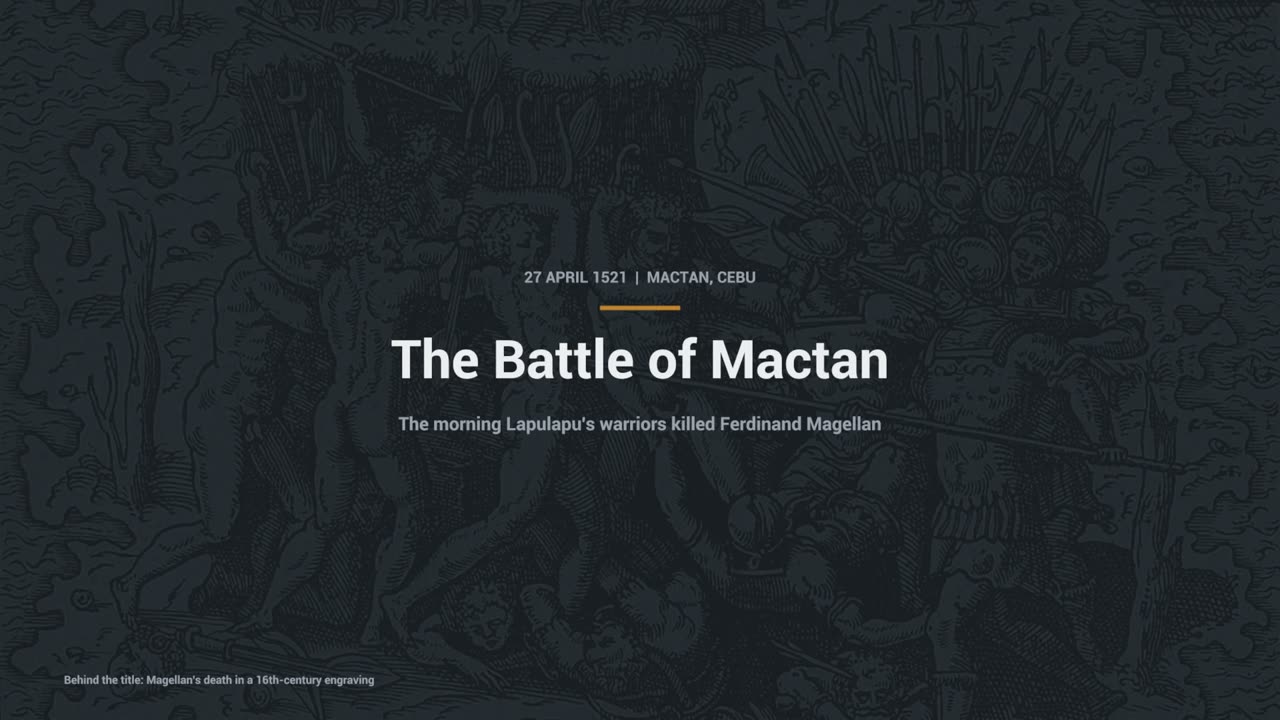 27 APRIL 1521 | MACTAN, CEBU
The Battle of Mactan
The morning Lapulapu's warriors killed Ferdinand Magellan
Behind the title: Magellan's death in a 16th-century engraving